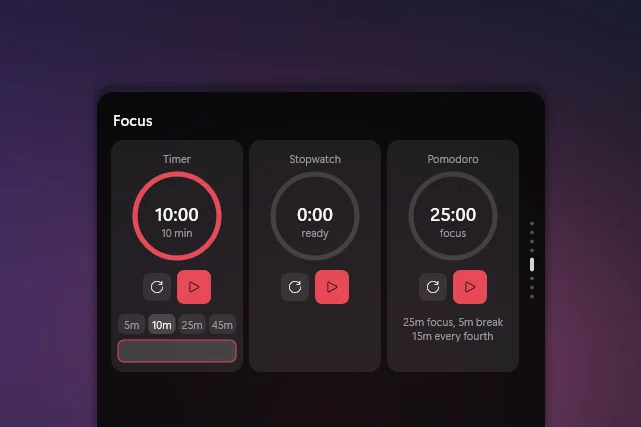 Focus
Timer
10:00
10 min
5m 10m 25m 45m
Stopwatch
0:00
ready
Pomodoro
25:00
focus
25m focus, 5m break
15m every fourth